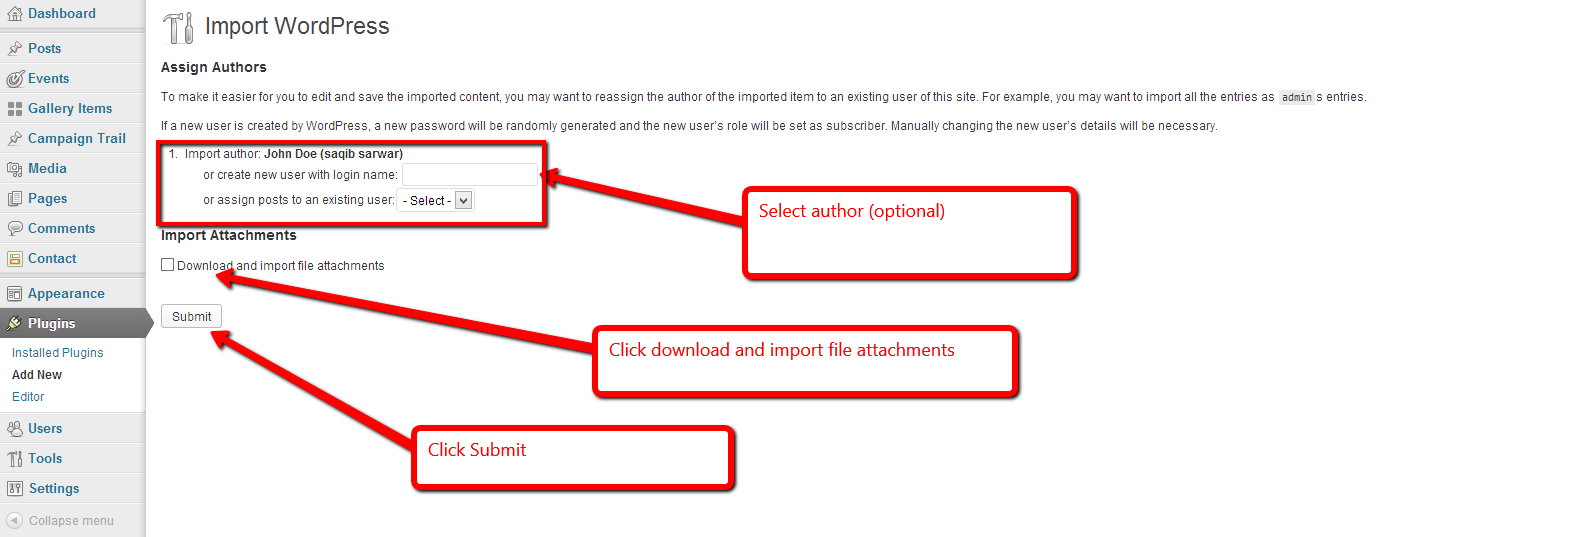 Dashboard
Posts
Events
Gallery Items
Campaign Trail
Media
Pages
Comments
Contact
Appearance
Plugins
Installed Plugins
Add New
Editor
Users
Tools
Settings
Collapse menu
Import WordPress
Assign Authors
To make it easier for you to edit and save the imported content, you may want to reassign the author of the imported item to an existing user of this site. For example, you may want to import all the entries as admin s entries.
If a new user is created by WordPress, a new password will be randomly generated and the new user's role will be set as subscriber. Manually changing the new user's details will be necessary.
1. Import author: John Doe (saqib sarwar)
or create new user with login name:
or assign posts to an existing user: - Select -
Select author (optional)
Import Attachments
Download and import file attachments
Submit
Click download and import file attachments
Click Submit